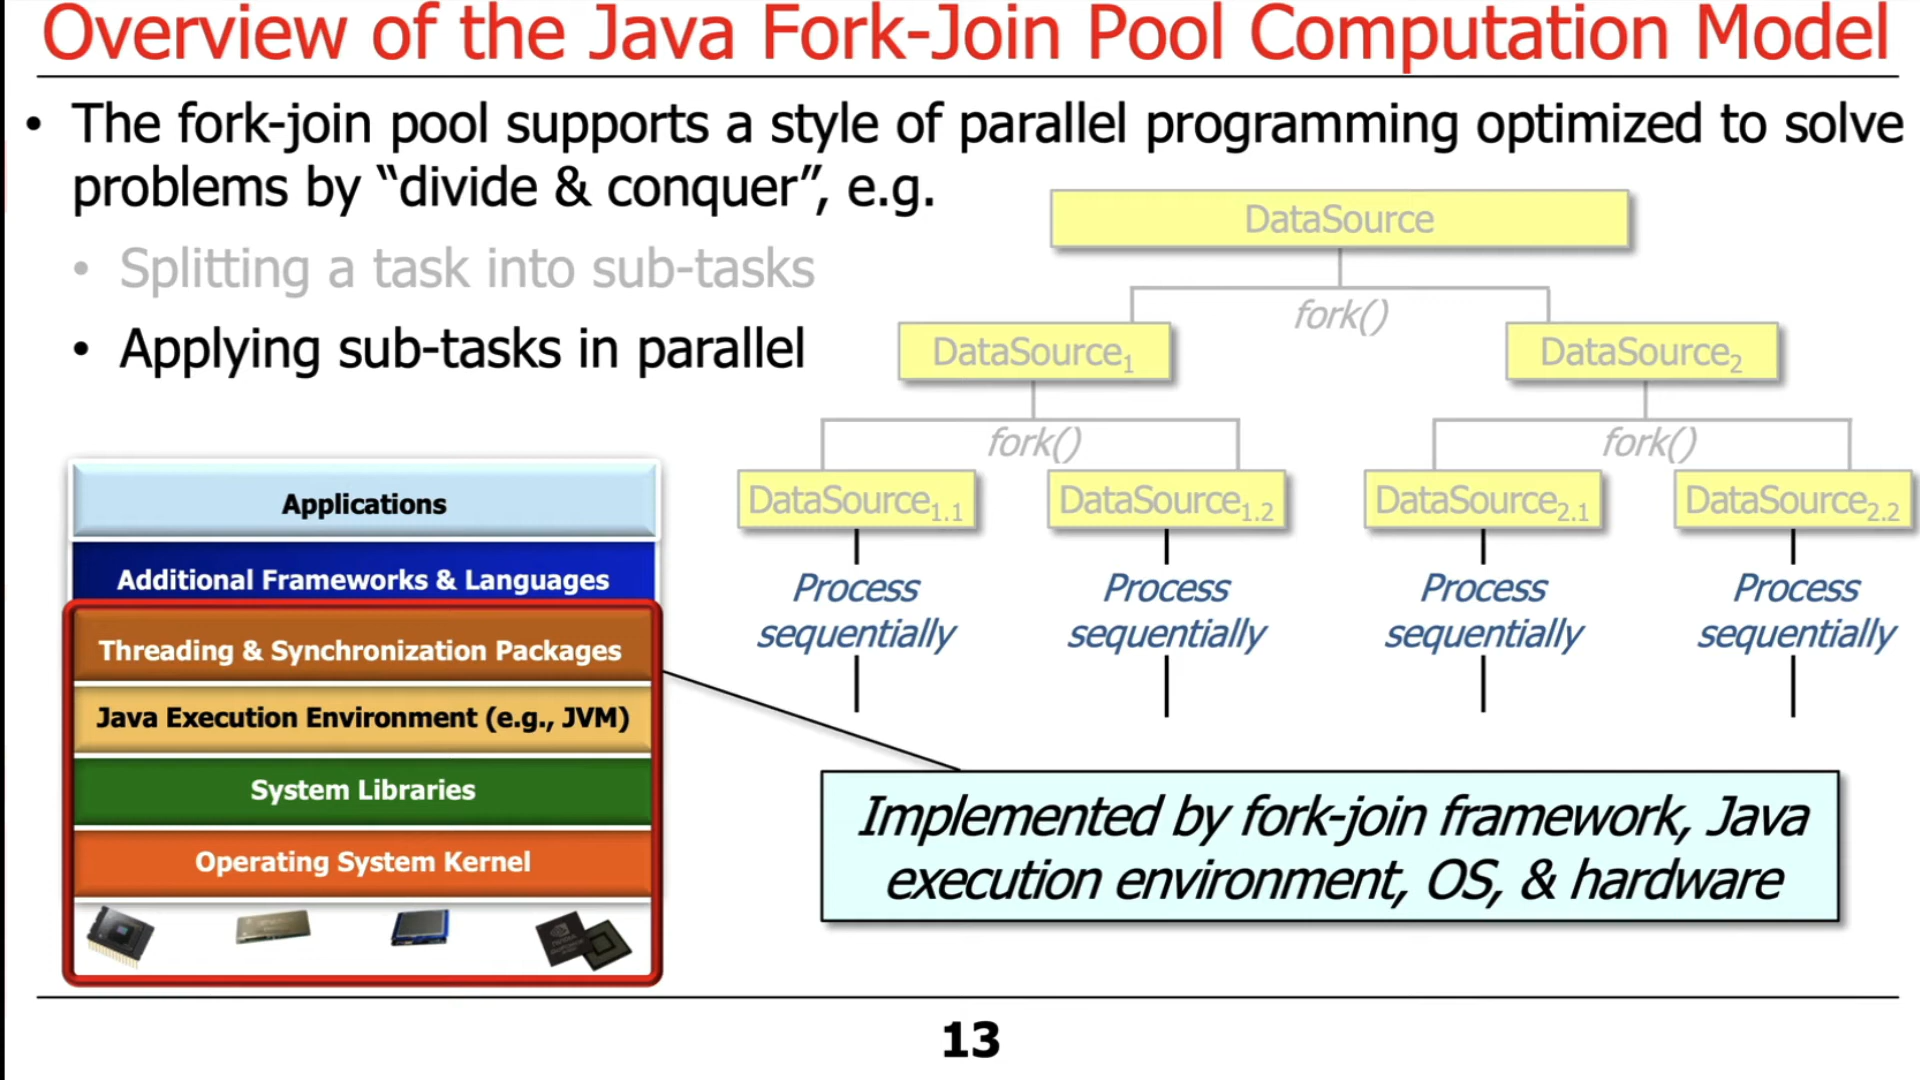 Overview of the Java Fork-Join Pool Computation Model
• The fork-join pool supports a style of parallel programming optimized to solve
problems by “divide & conquer”, e.g.
• Splitting a task into sub-tasks
• Applying sub-tasks in parallel
DataSource
fork()
DataSource1
DataSource2
fork()
fork()
DataSource1.1
DataSource1.2
DataSource2.1
DataSource2.2
Process
sequentially
Process
sequentially
Process
sequentially
Process
sequentially
Applications
Additional Frameworks & Languages
Threading & Synchronization Packages
Java Execution Environment (e.g., JVM)
System Libraries
Operating System Kernel
Implemented by fork-join framework, Java
execution environment, OS, & hardware
13